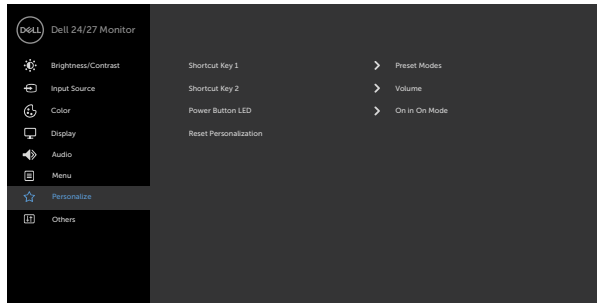 DELL
Dell 24/27 Monitor
Brightness/Contrast
Input Source
Color
Display
Audio
Menu
Personalize
Others
Shortcut Key 1
Preset Modes
Shortcut Key 2
Volume
Power Button LED
On in On Mode
Reset Personalization